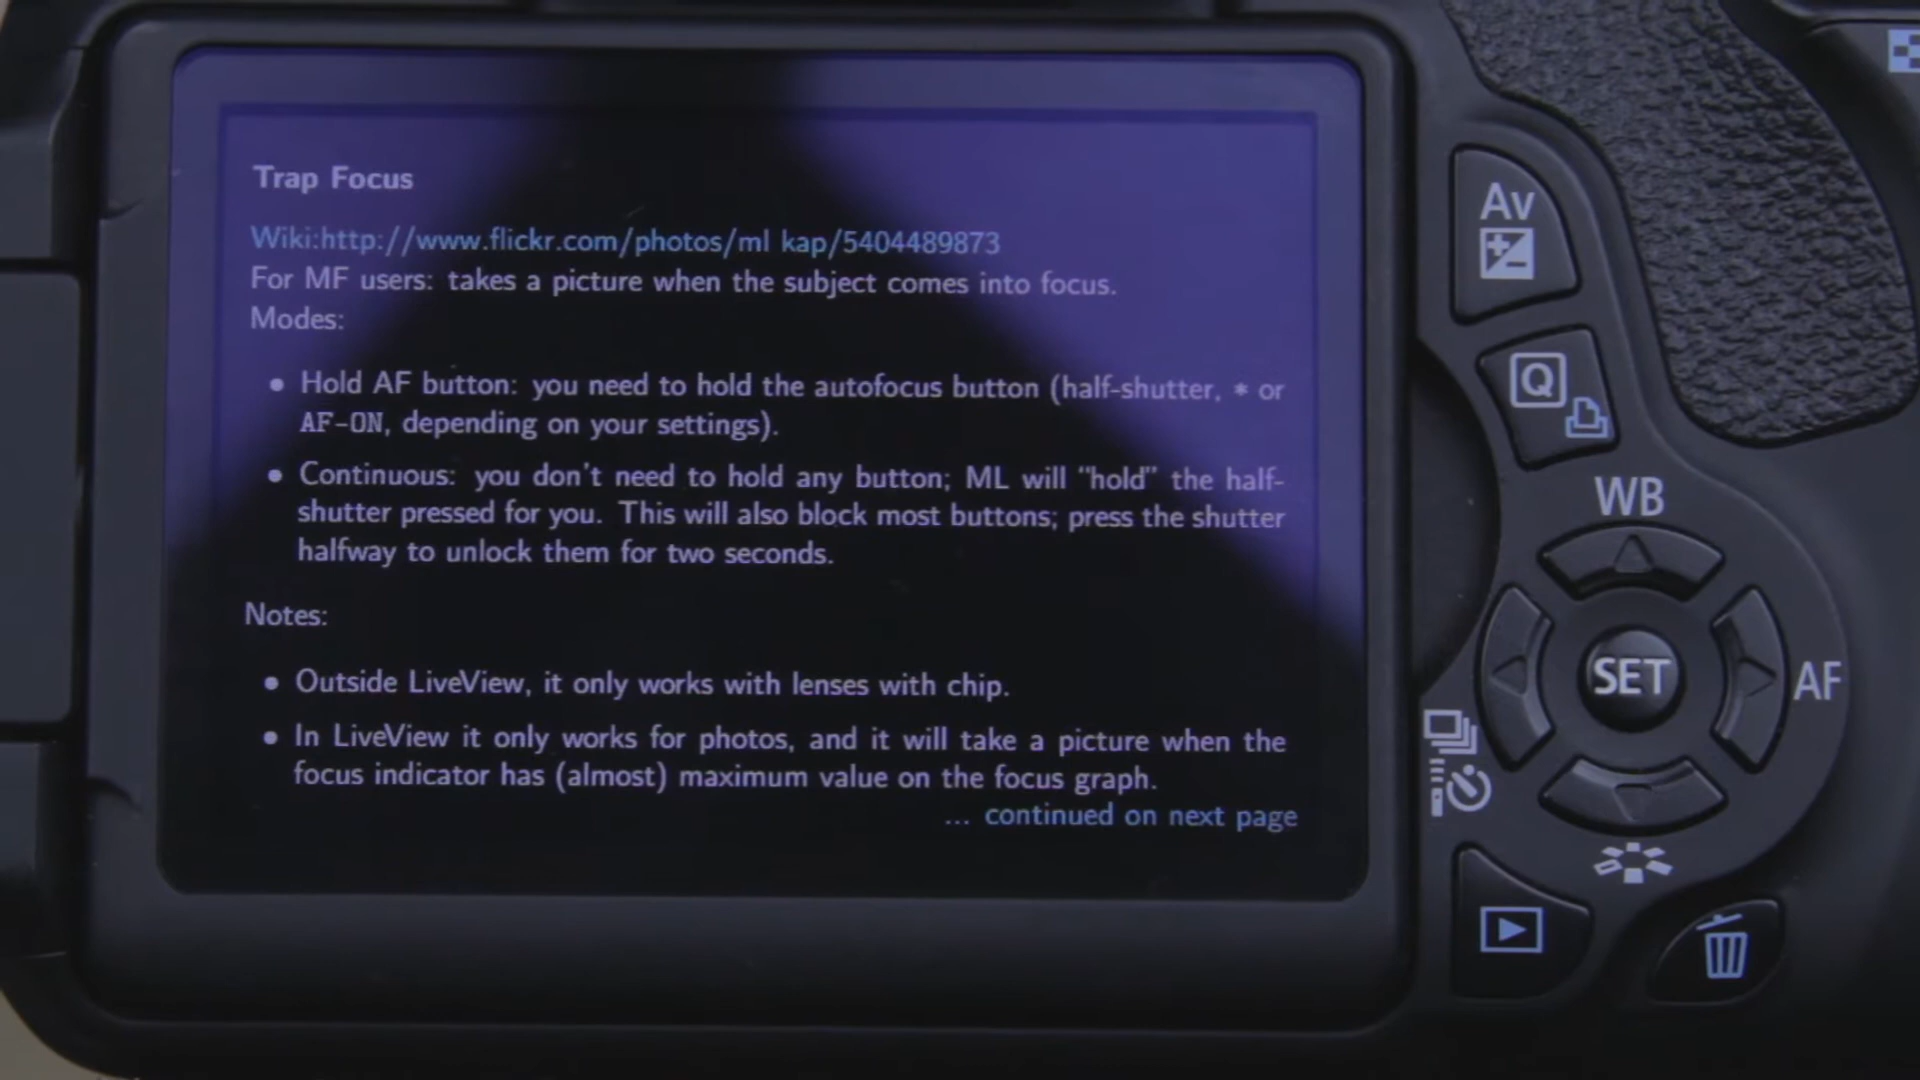 Trap Focus
Wiki:http://www.flickr.com/photos/ml kap/5404489873
For MF users: takes a picture when the subject comes into focus.
Modes:
• Hold AF button: you need to hold the autofocus button (half-shutter, * or
AF-ON, depending on your settings).
• Continuous: you don't need to hold any button; ML will "hold" the half-
shutter pressed for you. This will also block most buttons; press the shutter
halfway to unlock them for two seconds.
Notes:
• Outside LiveView, it only works with lenses with chip.
• In LiveView it only works for photos, and it will take a picture when the
focus indicator has (almost) maximum value on the focus graph.
... continued on next page
Av
Q
WB
SET
AF